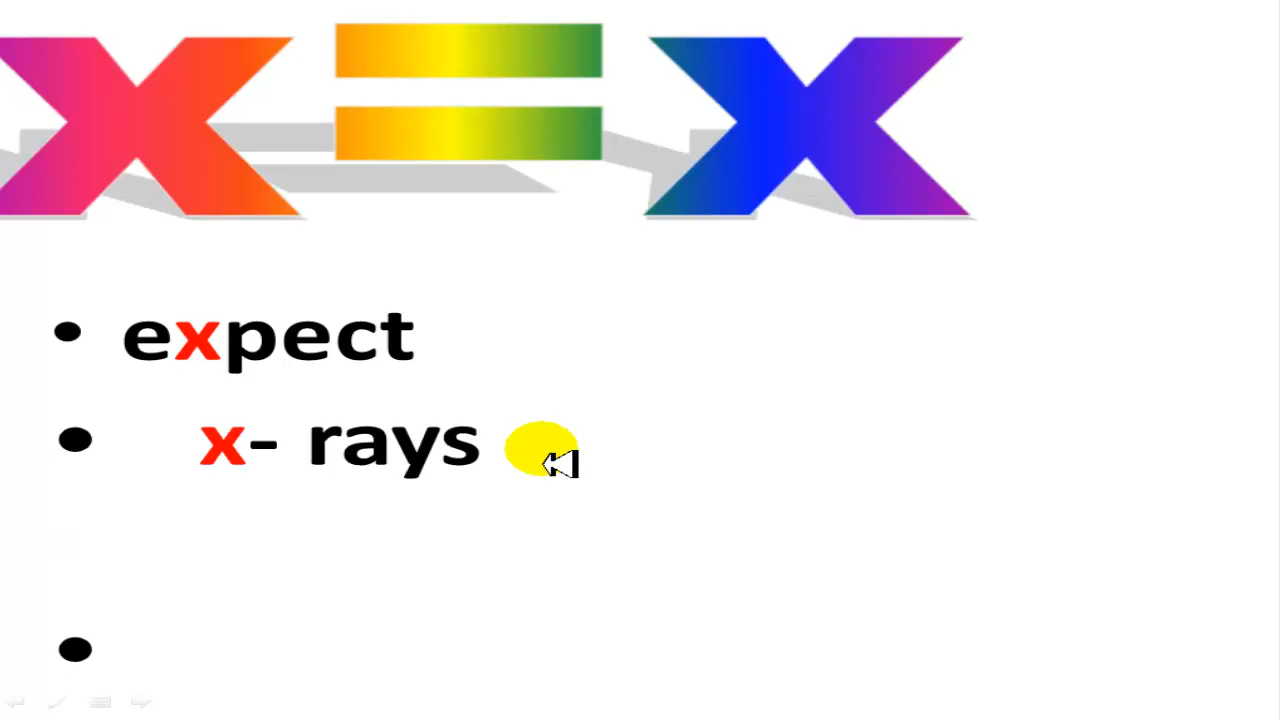 x=x
• expect
• x- rays
•